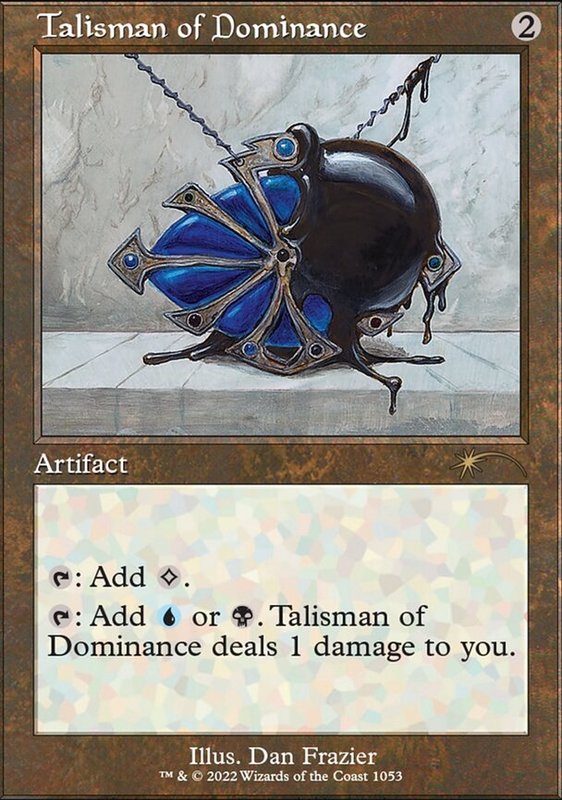 Talisman of Dominance 2
Artifact
: Add .
: Add or . Talisman of
Dominance deals 1 damage to you.
Illus. Dan Frazier
™ & © 2022 Wizards of the Coast 1053